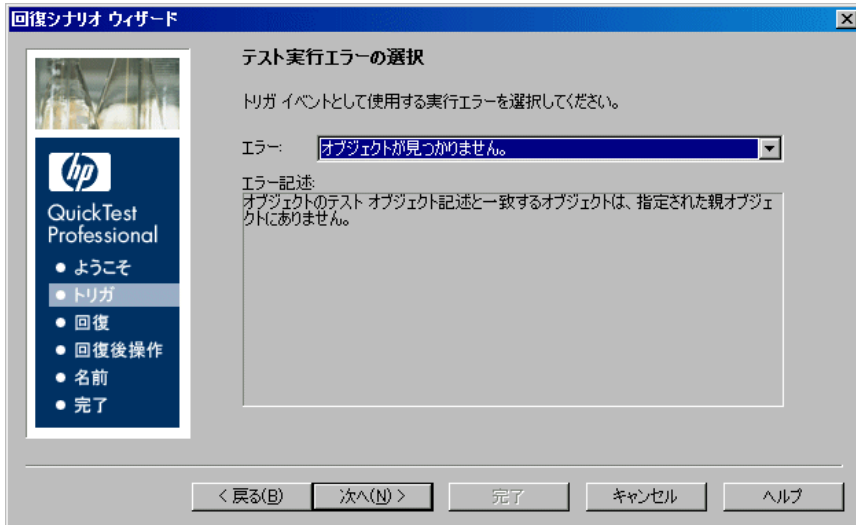 回復シナリオ ウィザード
テスト実行エラーの選択
トリガ イベントとして使用する実行エラーを選択してください。
エラー:
オブジェクトが見つかりません。
エラー記述:
オブジェクトのテスト オブジェクト記述と一致するオブジェクトは、指定された親オブジェ
クトにありません。
hp
QuickTest
Professional
ようこそ
トリガ
回復
回復後操作
名前
完了
< 戻る(B)
次へ(N) >
完了
キャンセル
ヘルプ